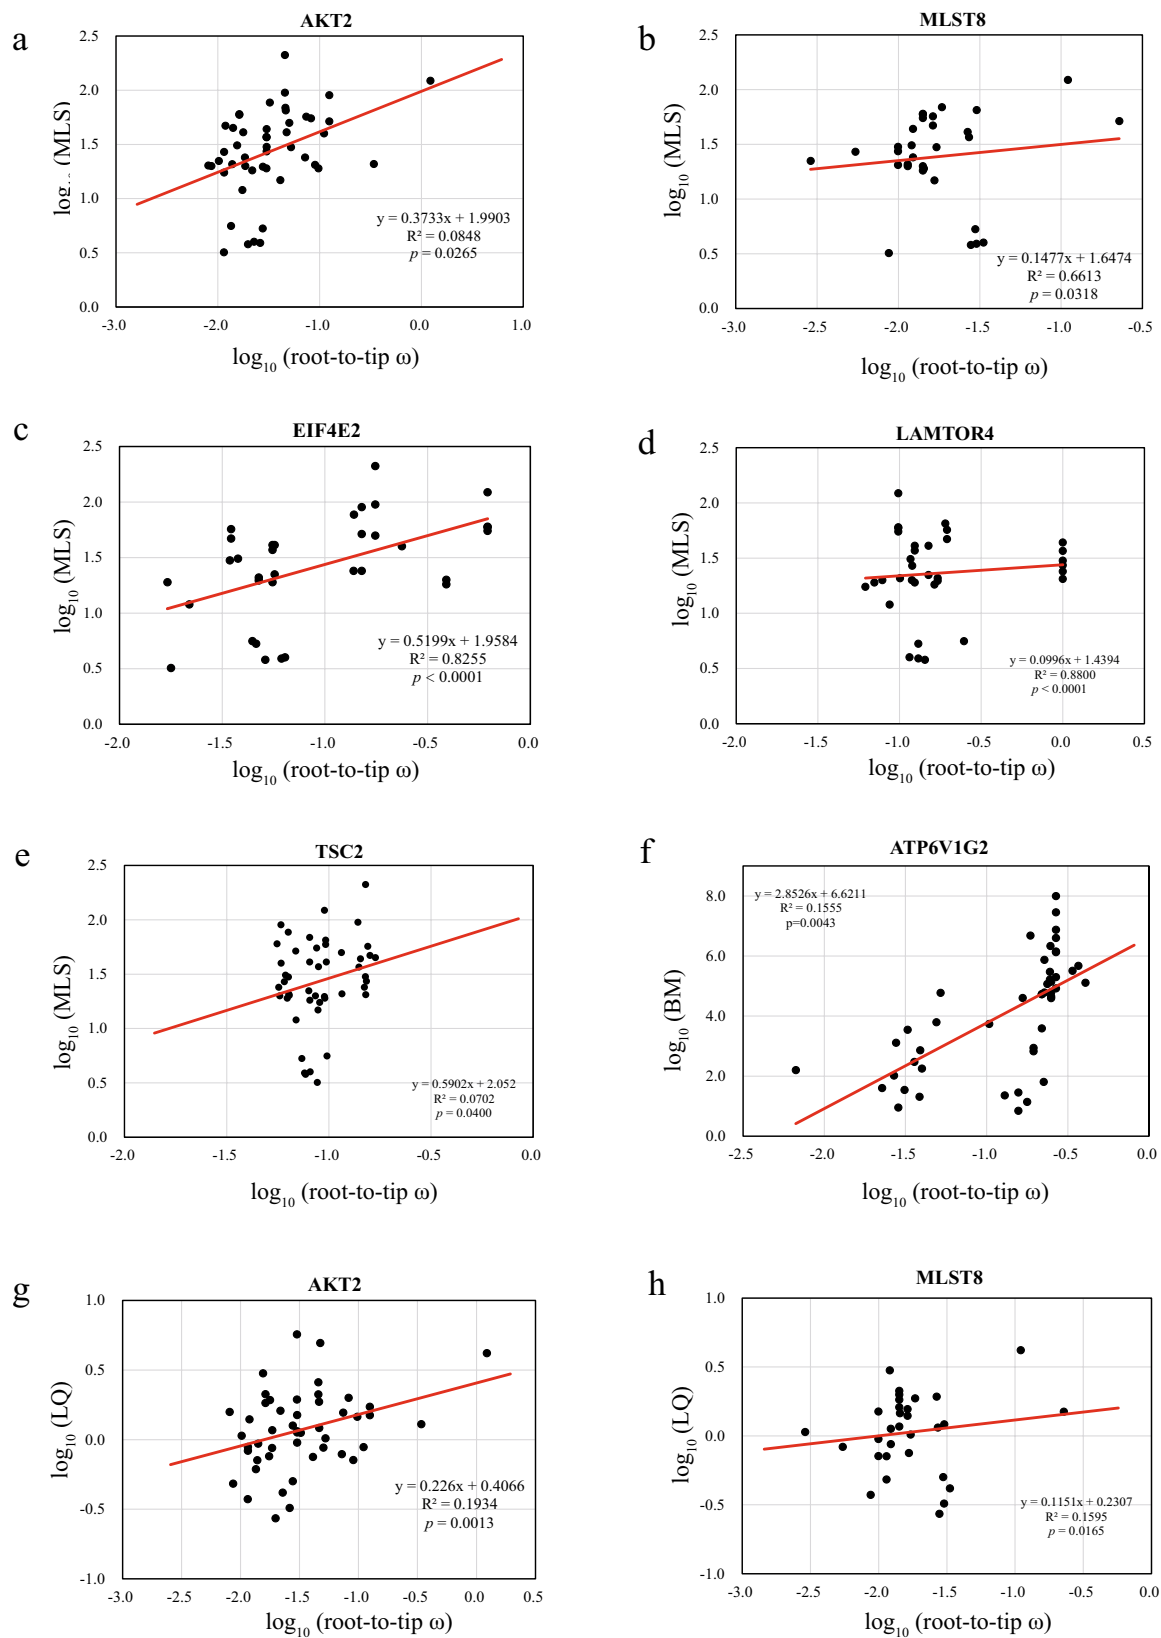 a
AKT2
2.5
2.0
1.5
1.0
0.5
0.0
-3.0 -2.0 -1.0 0.0 1.0
(MLS)
y = 0.3733x + 1.9903
R² = 0.0848
p = 0.0265
log10 (root-to-tip ω)
b
MLST8
2.5
2.0
1.5
1.0
0.5
0.0
-3.0 -2.5 -2.0 -1.5 -1.0 -0.5
log10 (MLS)
y = 0.1477x + 1.6474
R² = 0.6613
p = 0.0318
log10 (root-to-tip ω)
c
EIF4E2
2.5
2.0
1.5
1.0
0.5
0.0
-2.0 -1.5 -1.0 -0.5 0.0
log10 (MLS)
y = 0.5199x + 1.9584
R² = 0.8255
p < 0.0001
log10 (root-to-tip ω)
d
LAMTOR4
2.5
2.0
1.5
1.0
0.5
0.0
-2.0 -1.5 -1.0 -0.5 0.0 0.5
log10 (MLS)
y = 0.0996x + 1.4394
R² = 0.8800
p < 0.0001
log10 (root-to-tip ω)
e
TSC2
2.5
2.0
1.5
1.0
0.5
0.0
-2.0 -1.5 -1.0 -0.5 0.0
log10 (MLS)
y = 0.5902x + 2.052
R² = 0.0702
p = 0.0400
log10 (root-to-tip ω)
f
ATP6V1G2
8.0
6.0
4.0
2.0
0.0
-2.5 -2.0 -1.5 -1.0 -0.5 0.0
log10 (BM)
y = 2.8526x + 6.6211
R² = 0.1555
p=0.0043
log10 (root-to-tip ω)
g
AKT2
1.0
0.5
0.0
-0.5
-1.0
-3.0 -2.5 -2.0 -1.5 -1.0 -0.5 0.0 0.5
log10 (LQ)
y = 0.226x + 0.4066
R² = 0.1934
p = 0.0013
log10 (root-to-tip ω)
h
MLST8
1.0
0.5
0.0
-0.5
-1.0
-3.0 -2.5 -2.0 -1.5 -1.0 -0.5 0.0
log10 (LQ)
y = 0.1151x + 0.2307
R² = 0.1595
p = 0.0165
log10 (root-to-tip ω)